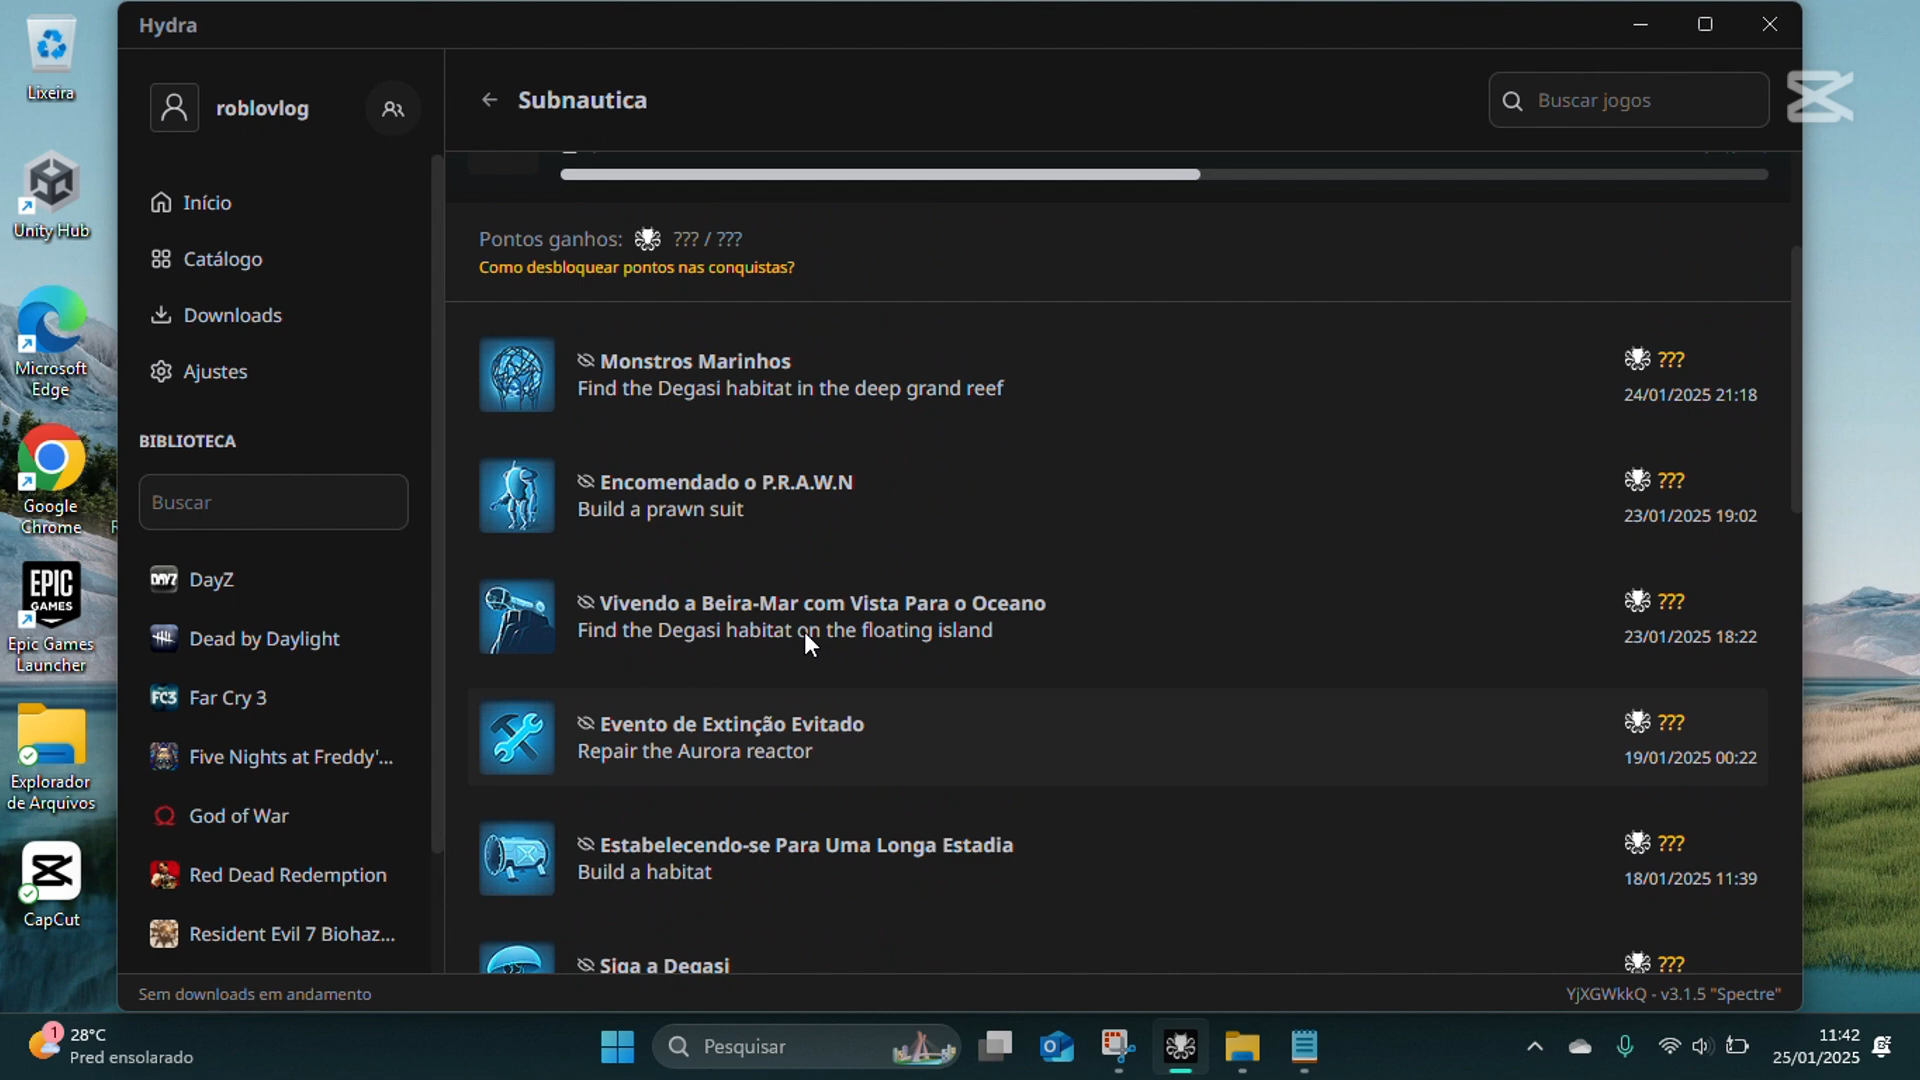 Hydra
Lixeira
Unity Hub
Microsoft
Edge
Google
Chrome
EPIC
GAMES
Epic Games
Launcher
Explorador
de Arquivos
CapCut
roblovlog
Início
Catálogo
Downloads
Ajustes
BIBLIOTECA
Buscar
DAYZ
DayZ
Dead by Daylight
FC3
Far Cry 3
Five Nights at Freddy'...
God of War
Red Dead Redemption
Resident Evil 7 Biohaz...
Subnautica
Buscar jogos
Pontos ganhos: ??? / ???
Como desbloquear pontos nas conquistas?
Monstros Marinhos
Find the Degasi habitat in the deep grand reef
???
24/01/2025 21:18
Encomendado o P.R.A.W.N
Build a prawn suit
???
23/01/2025 19:02
Vivendo a Beira-Mar com Vista Para o Oceano
Find the Degasi habitat on the floating island
???
23/01/2025 18:22
Evento de Extinção Evitado
Repair the Aurora reactor
???
19/01/2025 00:22
Estabelecendo-se Para Uma Longa Estadia
Build a habitat
???
18/01/2025 11:39
Siga a Degasi
???
Sem downloads em andamento
YjXGWkkQ - v3.1.5 "Spectre"
1
28°C
Pred ensolarado
Pesquisar
11:42
25/01/2025